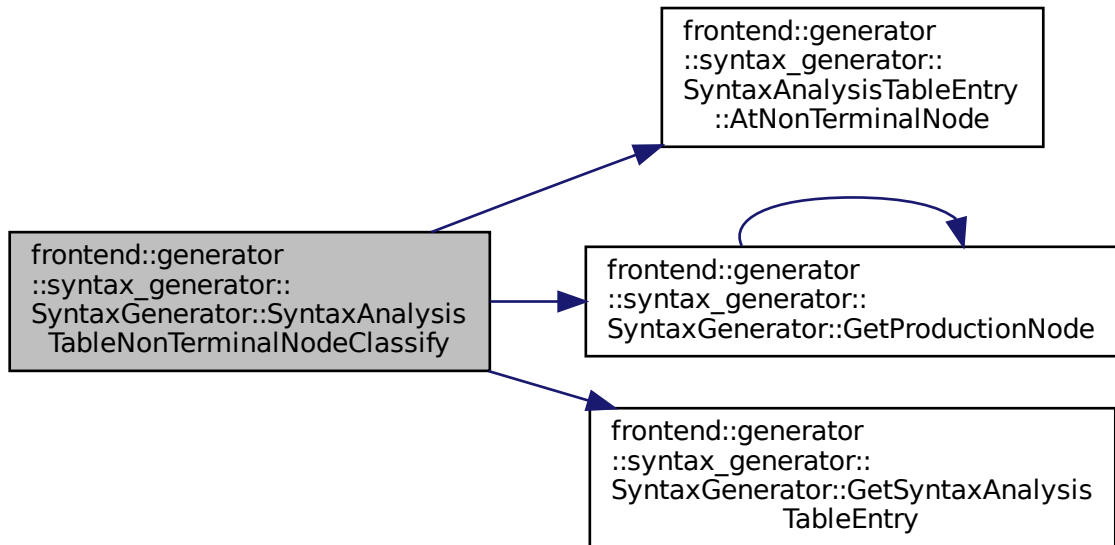 frontend::generator
::syntax_generator::
SyntaxAnalysisTableEntry
::AtNonTerminalNode
frontend::generator
::syntax_generator::
SyntaxGenerator::SyntaxAnalysis
TableNonTerminalNodeClassify
frontend::generator
::syntax_generator::
SyntaxGenerator::GetProductionNode
frontend::generator
::syntax_generator::
SyntaxGenerator::GetSyntaxAnalysis
TableEntry